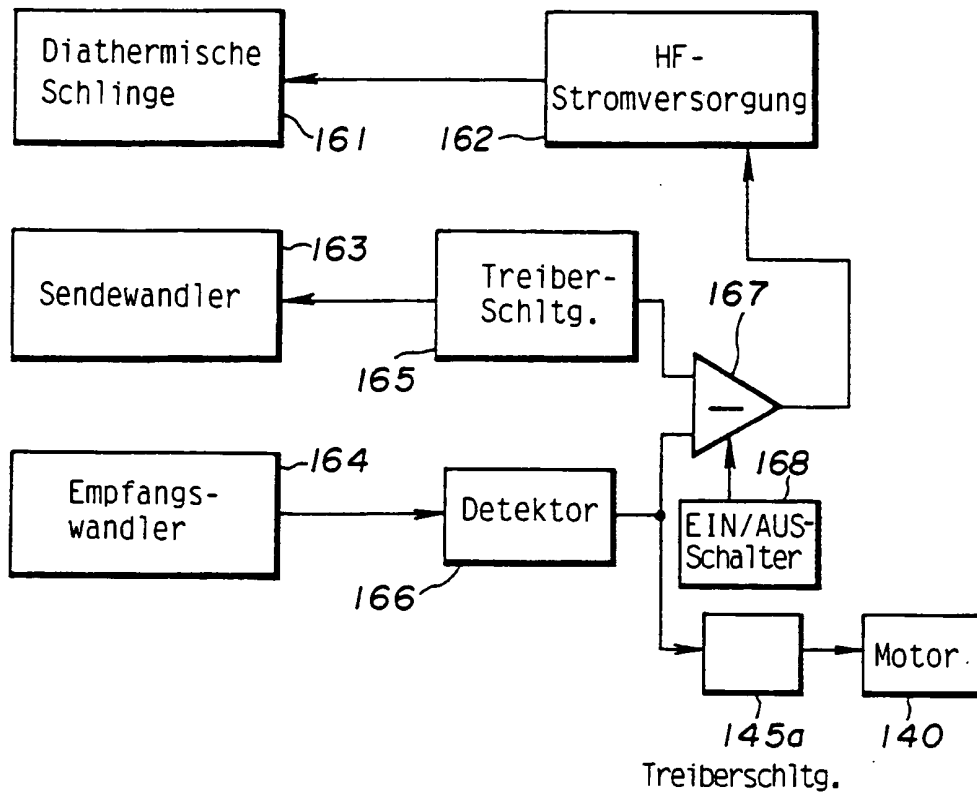 Diathermische
Schlinge
161
HF-
Stromversorgung
162
Sendewandler
163
Treiber-
Schltg.
165
167
Empfangs-
wandler
164
Detektor
166
168
EIN/AUS-
Schalter
145a
Treiberschltg.
Motor
140